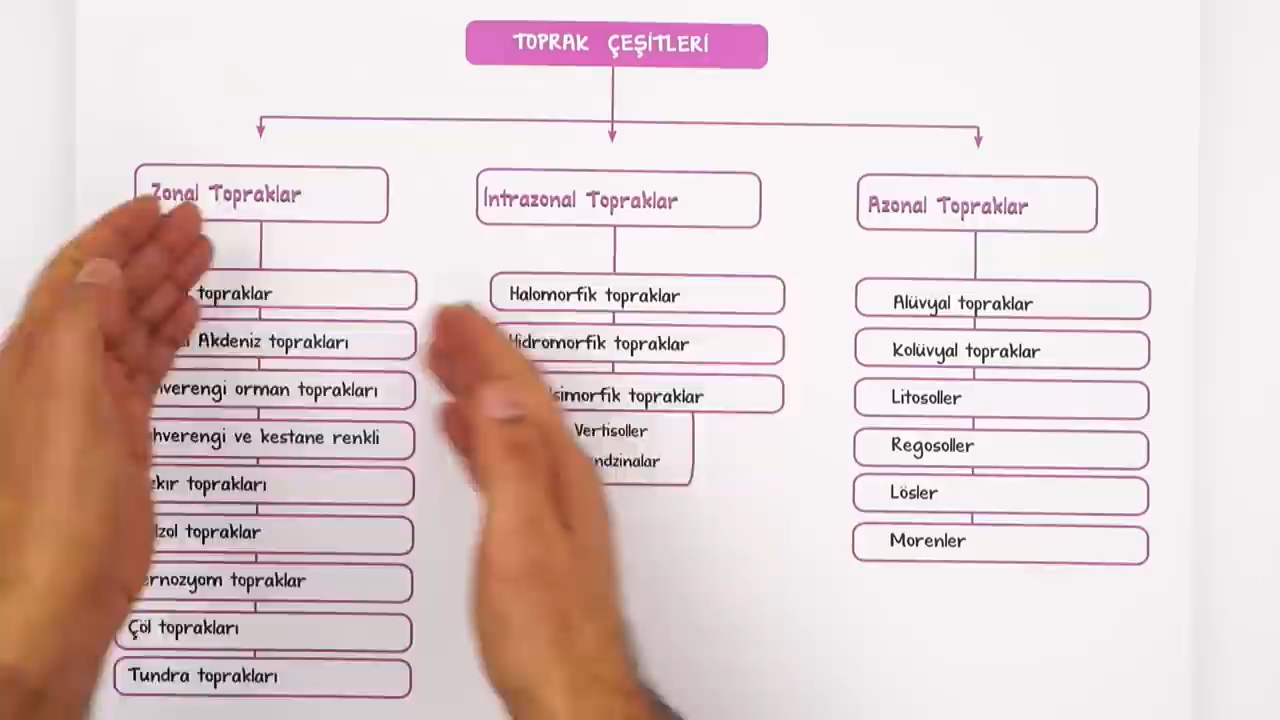 TOPRAK ÇEŞİTLERİ
Zonal Topraklar
topraklar
Akdeniz toprakları
orman toprakları
ve kestane renkli
toprakları
topraklar
Çöl toprakları
Tundra toprakları
İntrazonal Topraklar
Halomorfik topraklar
Hidromorfik topraklar
topraklar
Vertisoller
Azonal Topraklar
Alüvyal topraklar
Kolüvyal topraklar
Litosoller
Regosoller
Lösler
Morenler